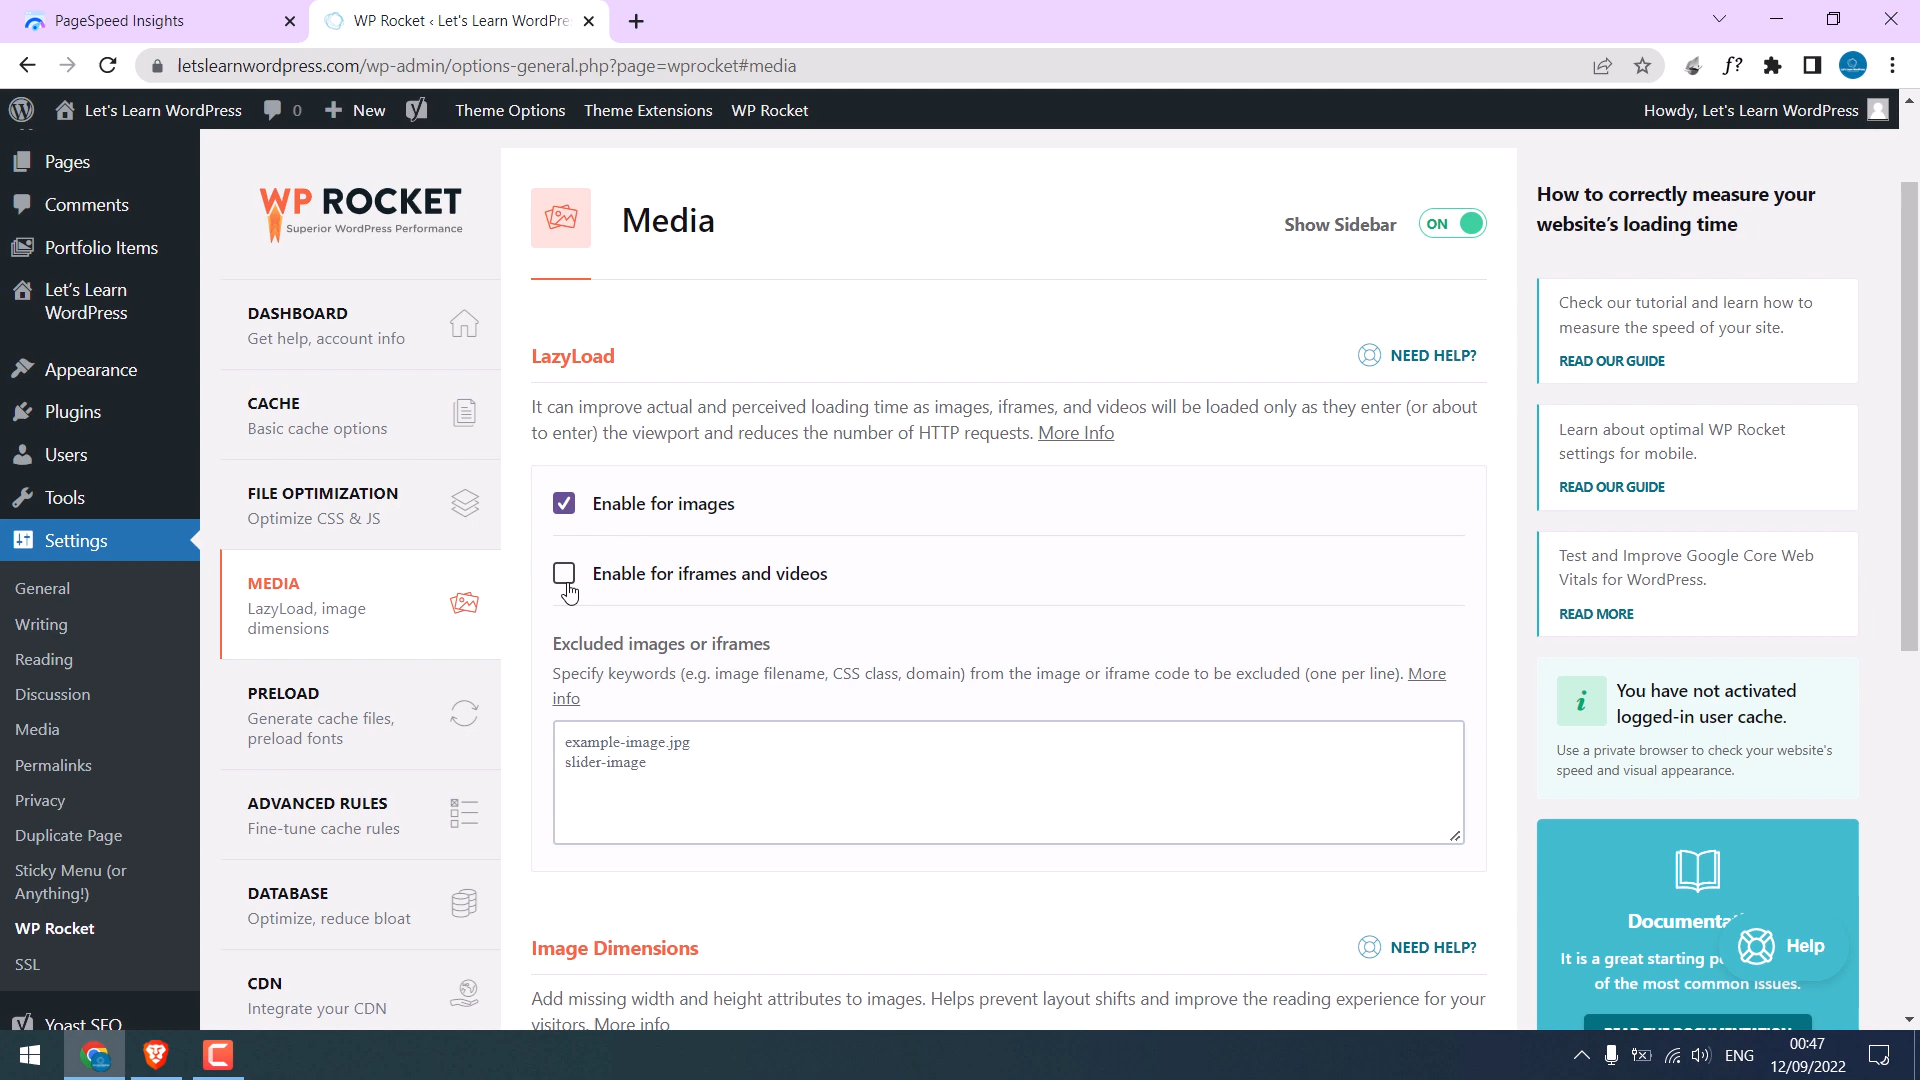 PageSpeed Insights
WP Rocket ‹ Let's Learn WordPre
letslearnwordpress.com/wp-admin/options-general.php?page=wprocket#media
Let's Learn WordPress
0
New
Theme Options
Theme Extensions
WP Rocket
Howdy, Let's Learn WordPress
Pages
Comments
Portfolio Items
Let's Learn
WordPress
Appearance
Plugins
Users
Tools
Settings
General
Writing
Reading
Discussion
Media
Permalinks
Privacy
Duplicate Page
Sticky Menu (or
Anything!)
WP Rocket
SSL
Yoast SEO
WP ROCKET
Superior WordPress Performance
DASHBOARD
Get help, account info
CACHE
Basic cache options
FILE OPTIMIZATION
Optimize CSS & JS
MEDIA
LazyLoad, image
dimensions
PRELOAD
Generate cache files,
preload fonts
ADVANCED RULES
Fine-tune cache rules
DATABASE
Optimize, reduce bloat
CDN
Integrate your CDN
Media
Show Sidebar
ON
LazyLoad
NEED HELP?
It can improve actual and perceived loading time as images, iframes, and videos will be loaded only as they enter (or about
to enter) the viewport and reduces the number of HTTP requests. More Info
Enable for images
Enable for iframes and videos
Excluded images or iframes
Specify keywords (e.g. image filename, CSS class, domain) from the image or iframe code to be excluded (one per line). More
info
example-image.jpg
slider-image
Image Dimensions
NEED HELP?
Add missing width and height attributes to images. Helps prevent layout shifts and improve the reading experience for your
visitors. More info
How to correctly measure your
website's loading time
Check our tutorial and learn how to
measure the speed of your site.
READ OUR GUIDE
Learn about optimal WP Rocket
settings for mobile.
READ OUR GUIDE
Test and Improve Google Core Web
Vitals for WordPress.
READ MORE
i
You have not activated
logged-in user cache.
Use a private browser to check your website's
speed and visual appearance.
Documenta
It is a great starting p
of the most common issues.
READ THE DOCUMENTATION
Help
ENG
00:47
12/09/2022